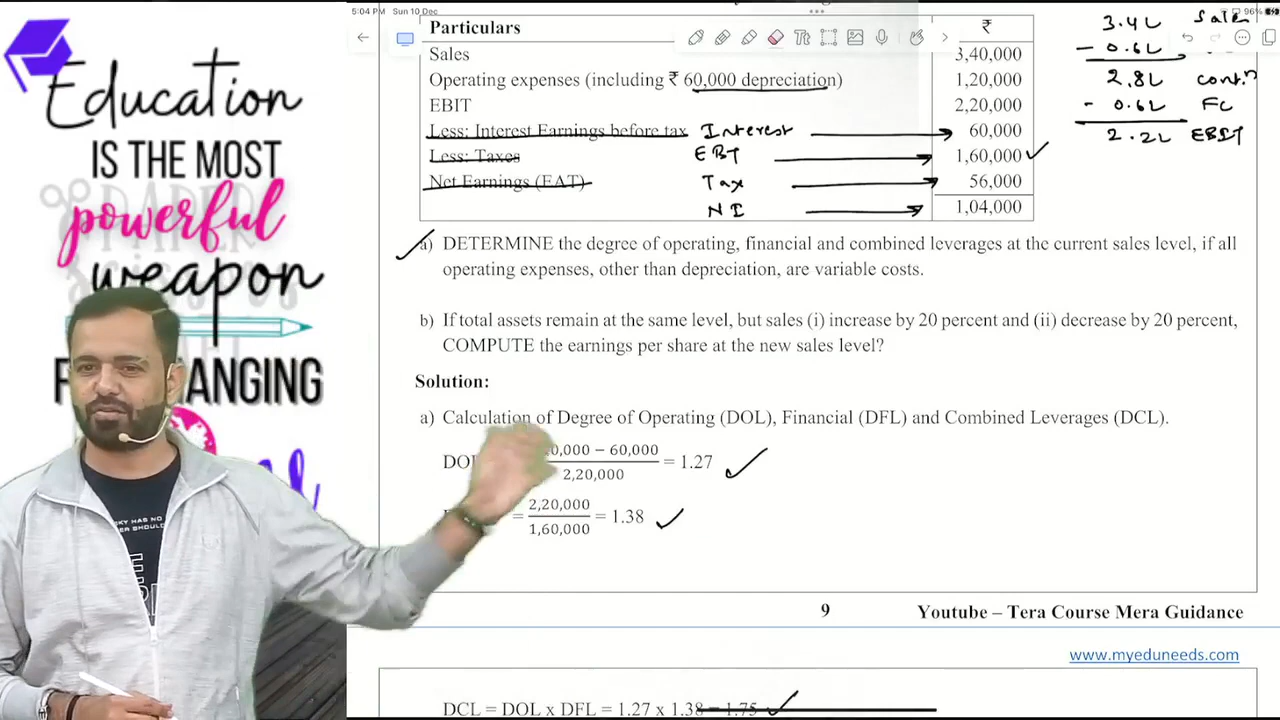 5:04 PM Sun 10 Dec
96%
Education
IS THE MOST
powerful
weapon
ANGING
Particulars ₹
Sales 3,40,000
Operating expenses (including ₹ 60,000 depreciation) 1,20,000
EBIT 2,20,000
Less: Interest Earnings before tax Interest 60,000
Less: Taxes EBT 1,60,000
Net Earnings (EAT) Tax 56,000
NI 1,04,000
3.4L Sales
- 0.6L
2.8L contn
- 0.6L FC
2.2L EBIT
a) DETERMINE the degree of operating, financial and combined leverages at the current sales level, if all
operating expenses, other than depreciation, are variable costs.
b) If total assets remain at the same level, but sales (i) increase by 20 percent and (ii) decrease by 20 percent,
COMPUTE the earnings per share at the new sales level?
Solution:
a) Calculation of Degree of Operating (DOL), Financial (DFL) and Combined Leverages (DCL).
0,000 − 60,000
2,20,000
= 1.27
= 2,20,000
1,60,000
= 1.38
9 Youtube – Tera Course Mera Guidance
www.myeduneeds.com
DCL = DOL x DFL = 1.27 x 1.38 = 1.75